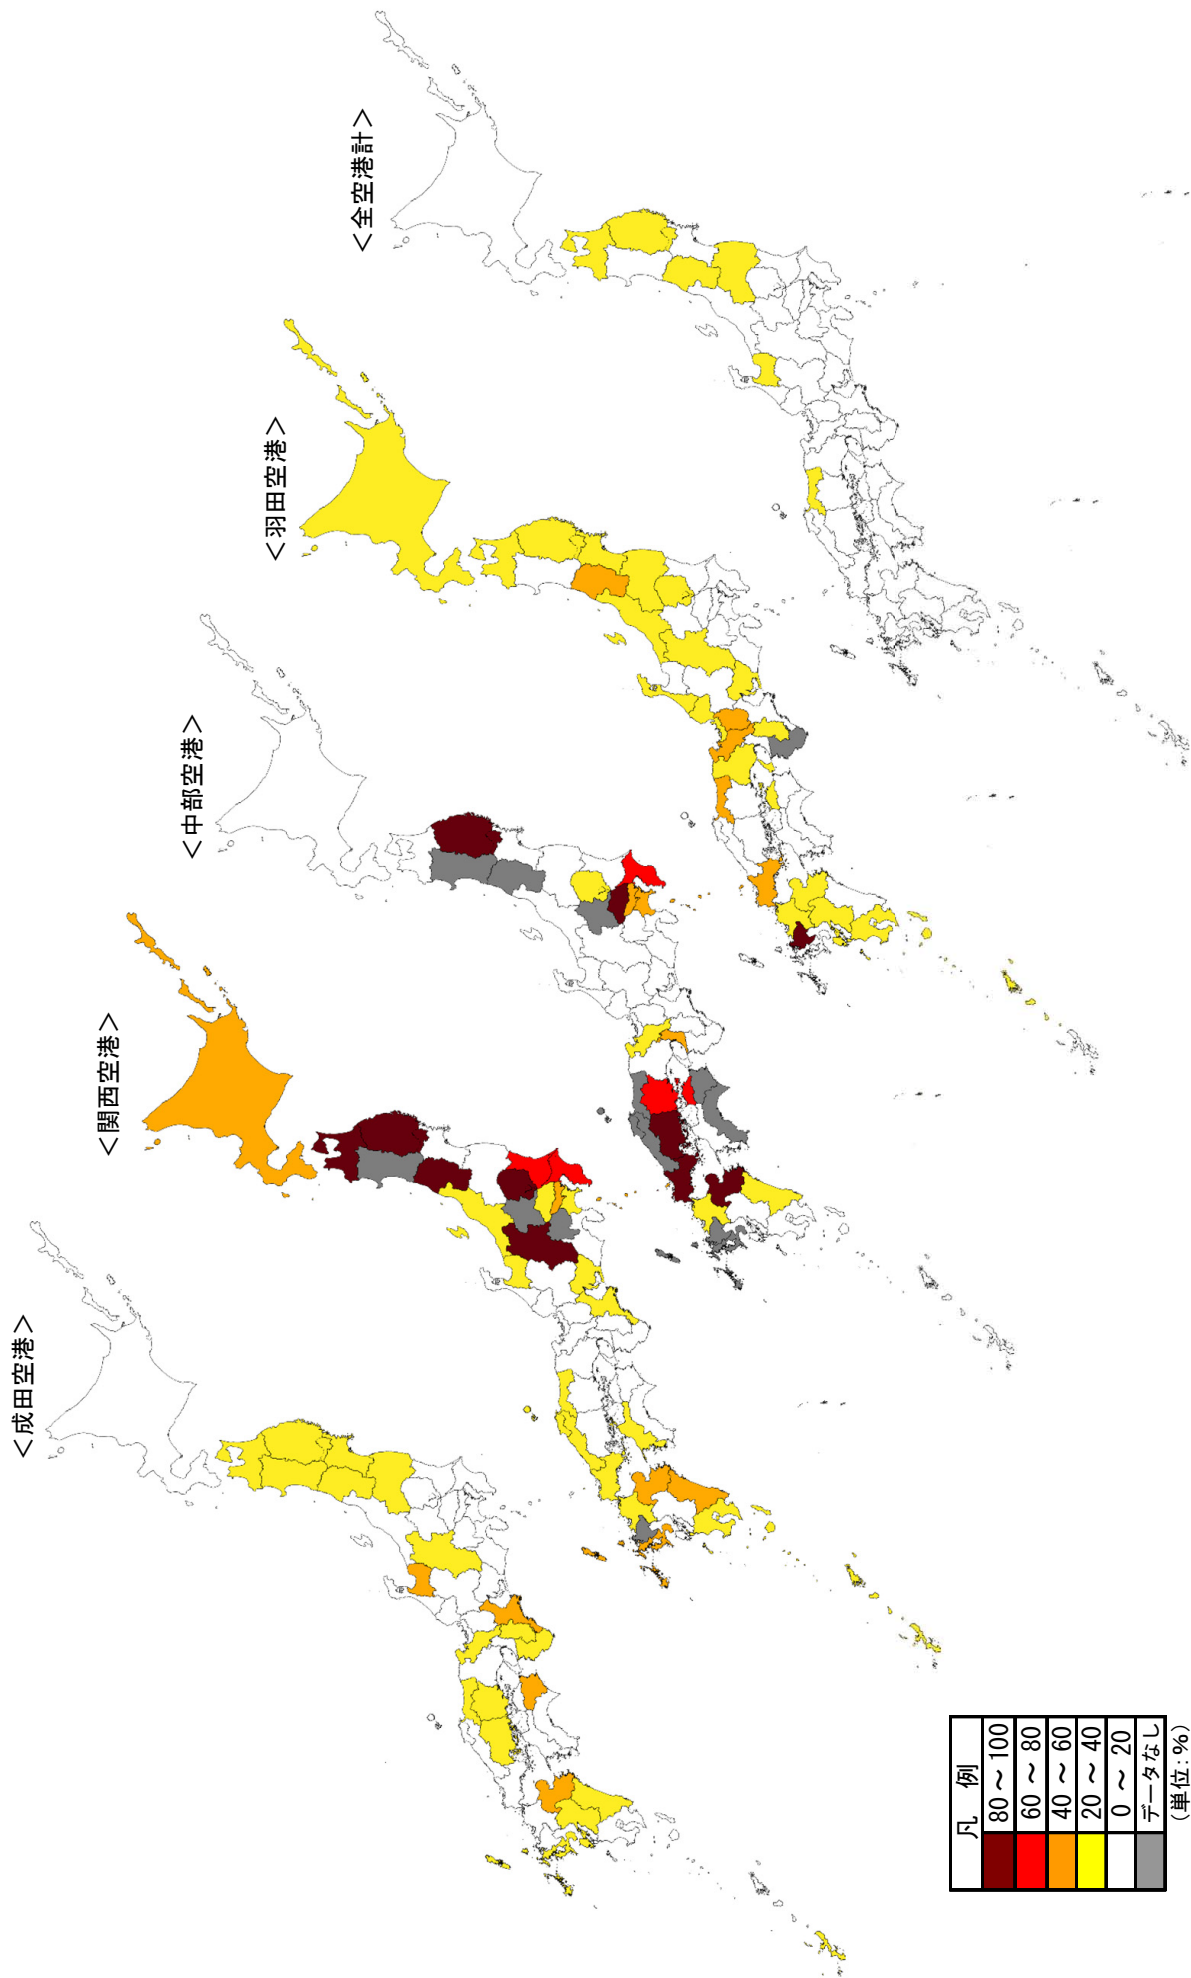 <成田空港>
<関西空港>
<中部空港>
<羽田空港>
<全空港計>
凡 例
80 ~ 100
60 ~ 80
40 ~ 60
20 ~ 40
0 ~ 20
データなし
(単位:%)